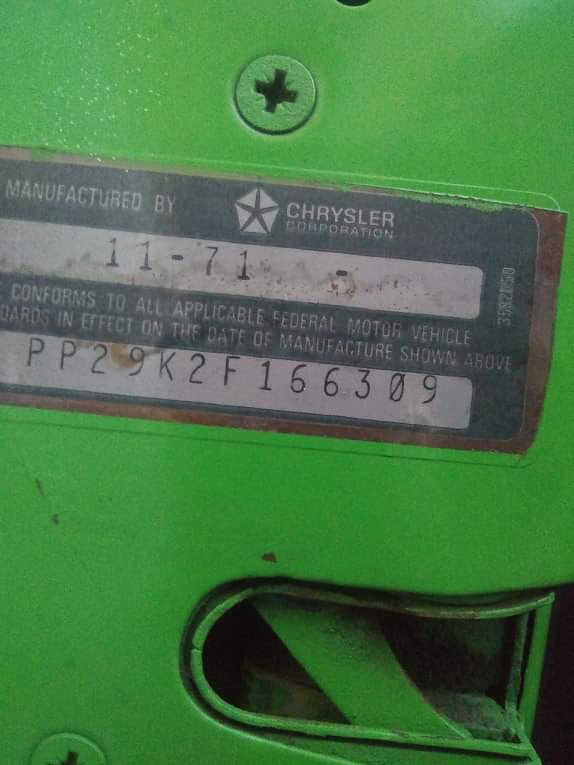 MANUFACTURED BY CHRYSLER
CORPORATION
11-71 -
CONFORMS TO ALL APPLICABLE FEDERAL MOTOR VEHICLE
DARDS IN EFFECT ON THE DATE OF MANUFACTURE SHOWN ABOVE
PP29K2F166309